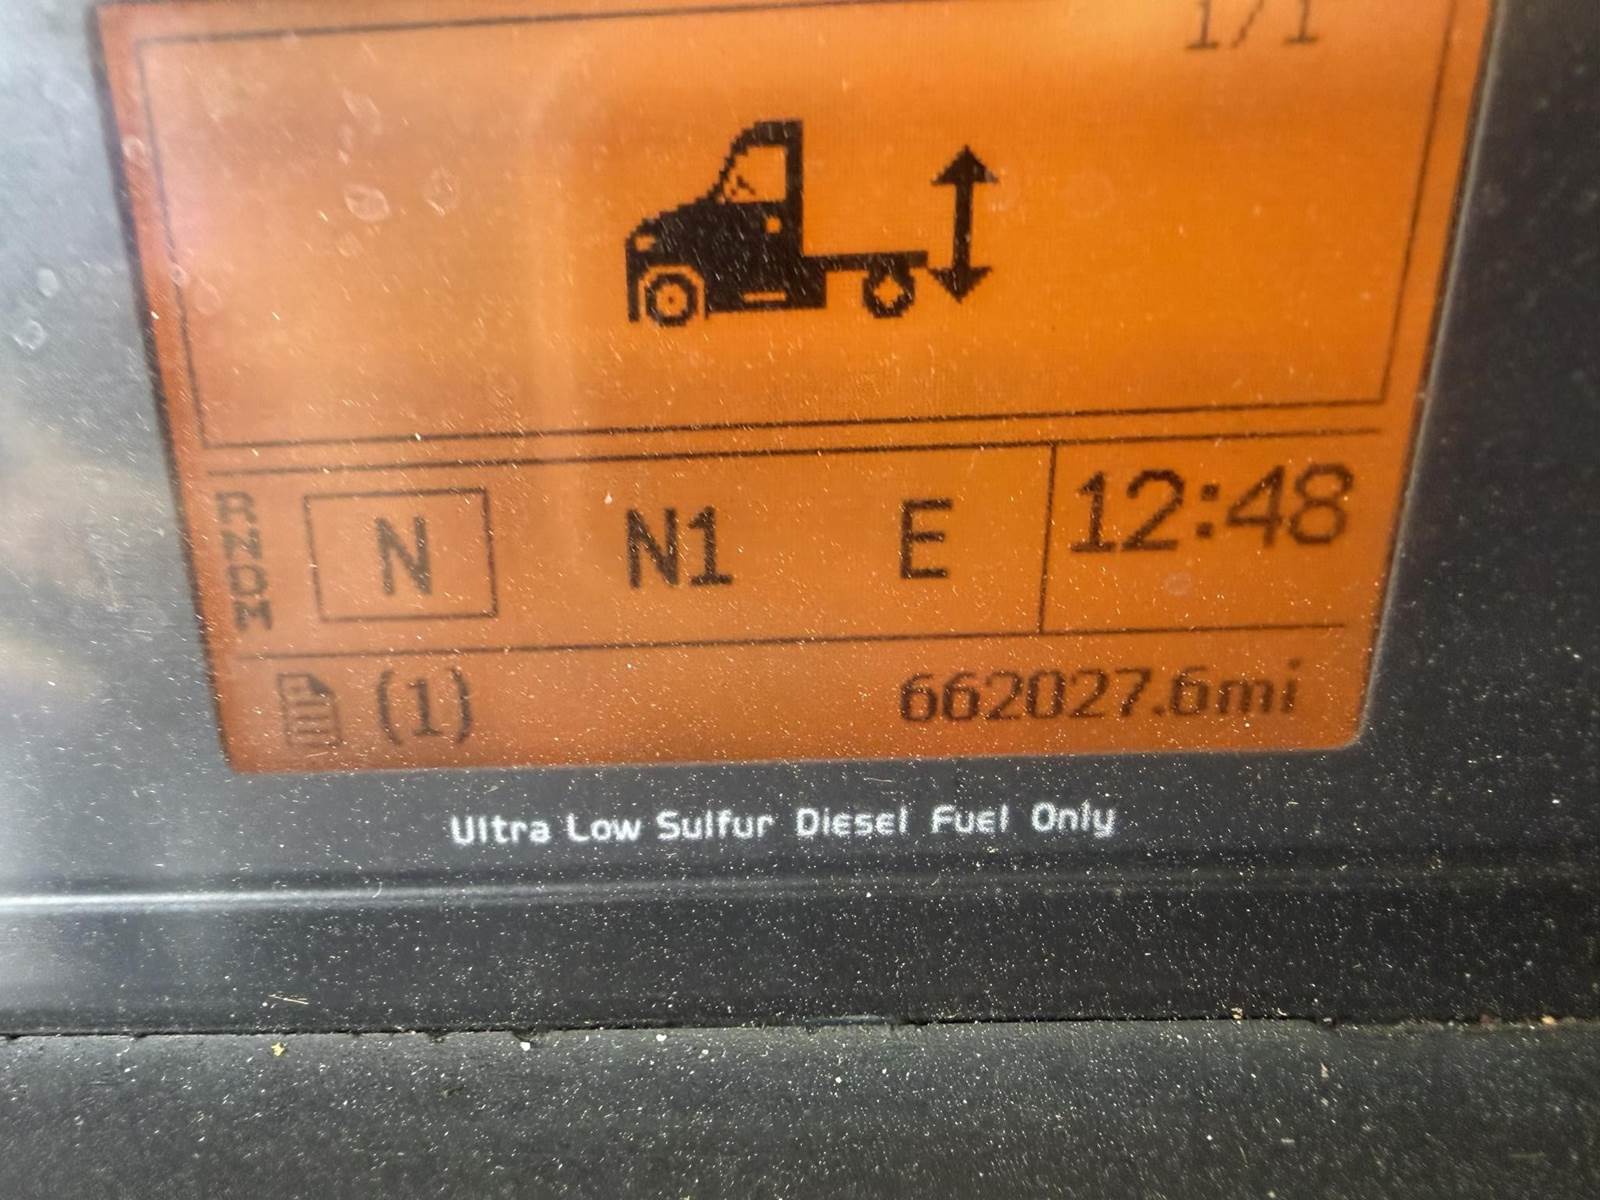 1/1
R
N
D
M
N N1 E 12:48
(1) 662027.6mi
Ultra Low Sulfur Diesel Fuel Only